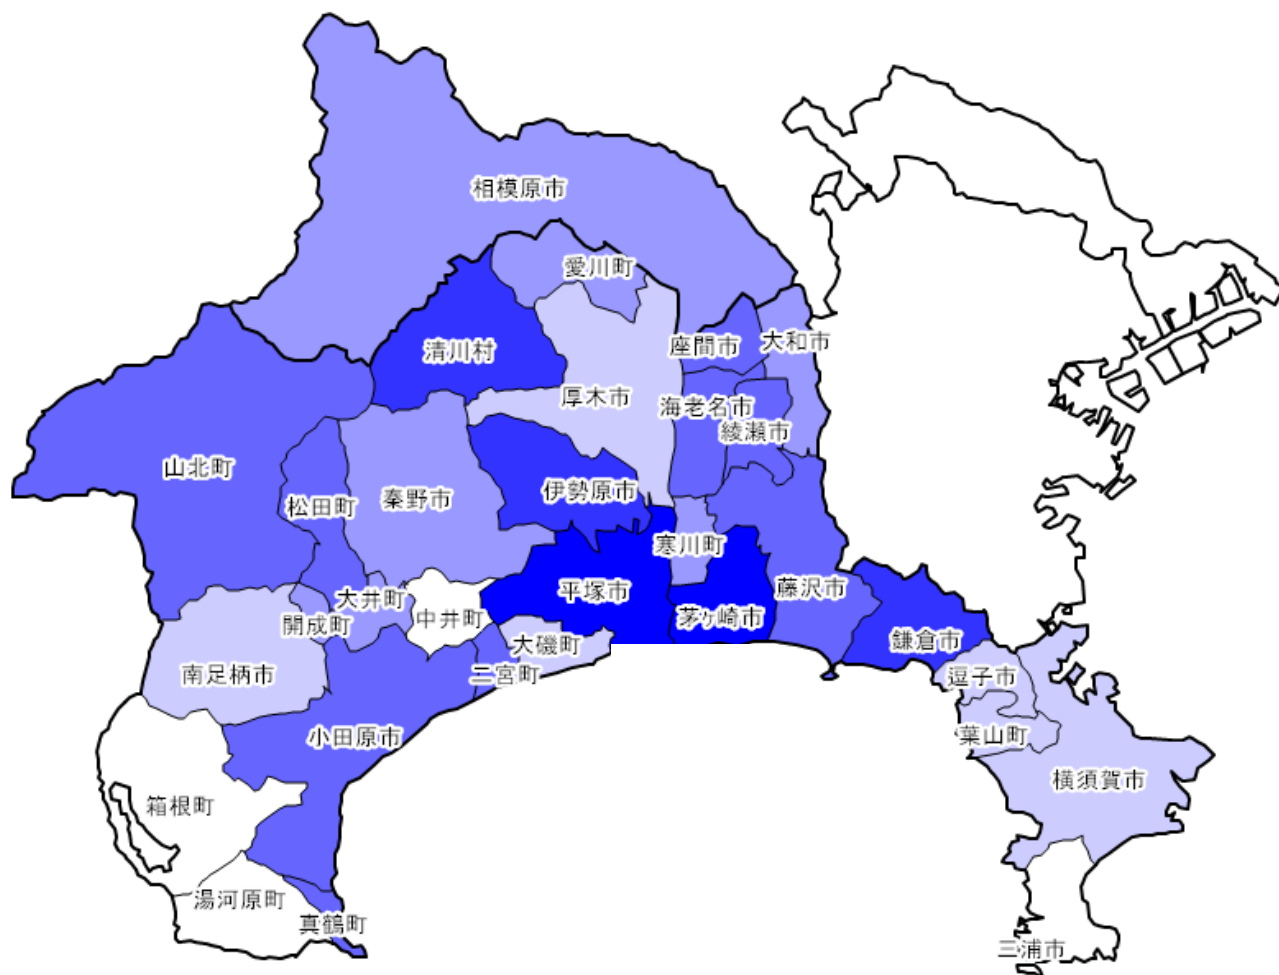 相模原市
愛川町
清川村
座間市
大和市
厚木市
海老名市
綾瀬市
山北町
松田町
秦野市
伊勢原市
寒川町
平塚市
茅ヶ崎市
藤沢市
大井町
開成町
中井町
鎌倉市
大磯町
二宮町
南足柄市
逗子市
小田原市
葉山町
横須賀市
箱根町
湯河原町
真鶴町
三浦市